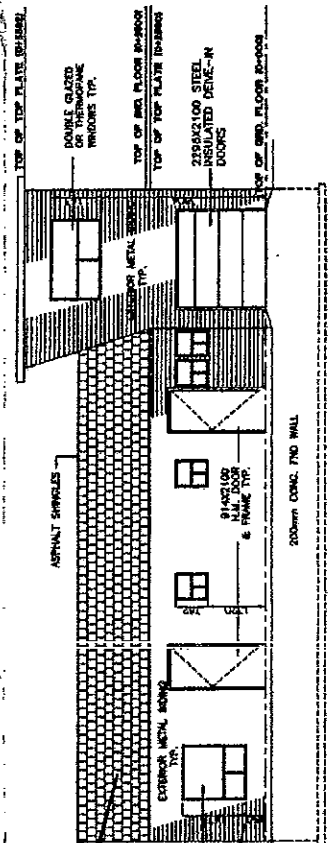 TOP OF TOP PLATE
DOUBLE GLAZED
OR THERMOPANE
WINDOWS TYP.
TOP OF 2ND. FLOOR
TOP OF TOP PLATE
2295X2100 STEEL
INSULATED DRIVE-IN
DOORS
TOP OF GRD. FLOOR
ASPHALT SHINGLES
EXTERIOR METAL SIDING
TYP.
914X2100
H.M. DOOR
& FRAME TYP.
762
EXTERIOR METAL SIDING
TYP.
200mm CONC. FND WALL